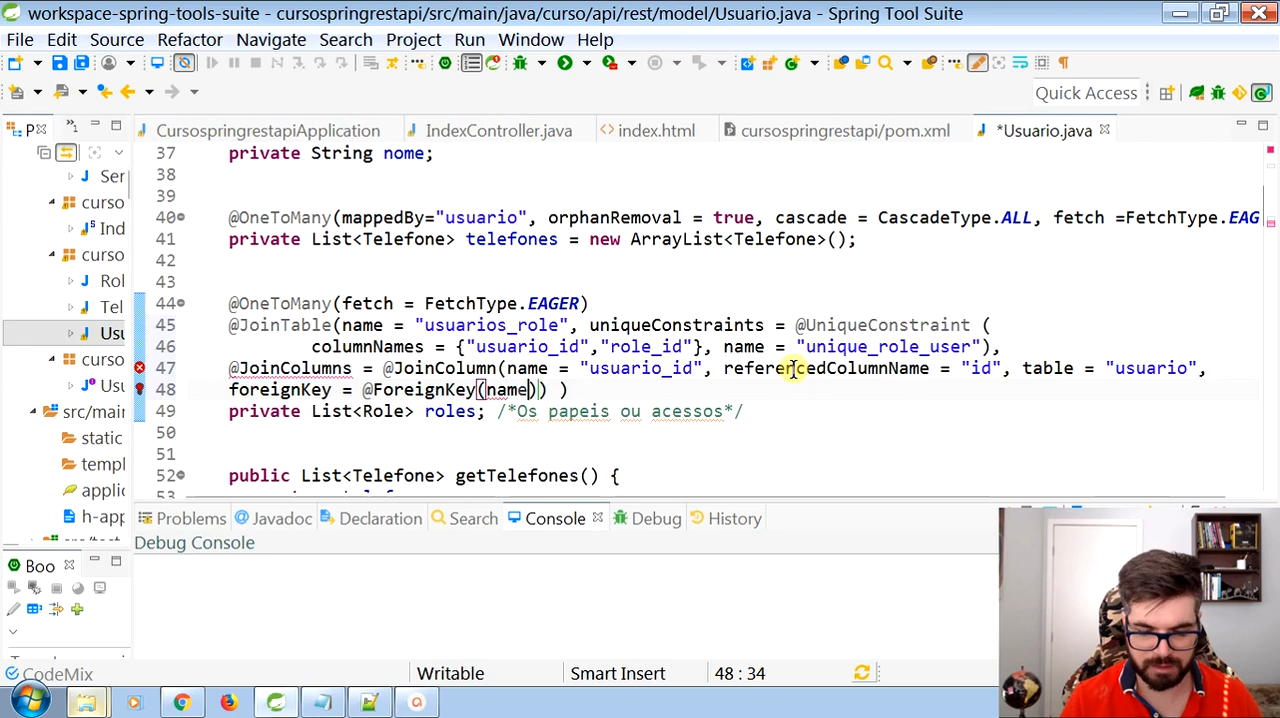 workspace-spring-tools-suite - cursospringrestapi/src/main/java/curso/api/rest/model/Usuario.java - Spring Tool Suite
File Edit Source Refactor Navigate Search Project Run Window Help
Quick Access
P 1 CursospringrestapiApplication IndexController.java index.html cursospringrestapi/pom.xml *Usuario.java
Ser
curso
Ind
curso
Rol
Tel
Usu
curso
Usu
src/main
static
templ
applic
h-app
37 private String nome;
38
39
40 @OneToMany(mappedBy="usuario", orphanRemoval = true, cascade = CascadeType.ALL, fetch =FetchType.EAG
41 private List<Telefone> telefones = new ArrayList<Telefone>();
42
43
44 @OneToMany(fetch = FetchType.EAGER)
45 @JoinTable(name = "usuarios_role", uniqueConstraints = @UniqueConstraint (
46 columnNames = {"usuario_id","role_id"}, name = "unique_role_user"),
47 @JoinColumns = @JoinColumn(name = "usuario_id", referencedColumnName = "id", table = "usuario",
48 foreignKey = @ForeignKey(name)) )
49 private List<Role> roles; /*Os papeis ou acessos*/
50
51
52 public List<Telefone> getTelefones() {
53
Problems Javadoc Declaration Search Console Debug History
Debug Console
Boo
CodeMix Writable Smart Insert 48 : 34